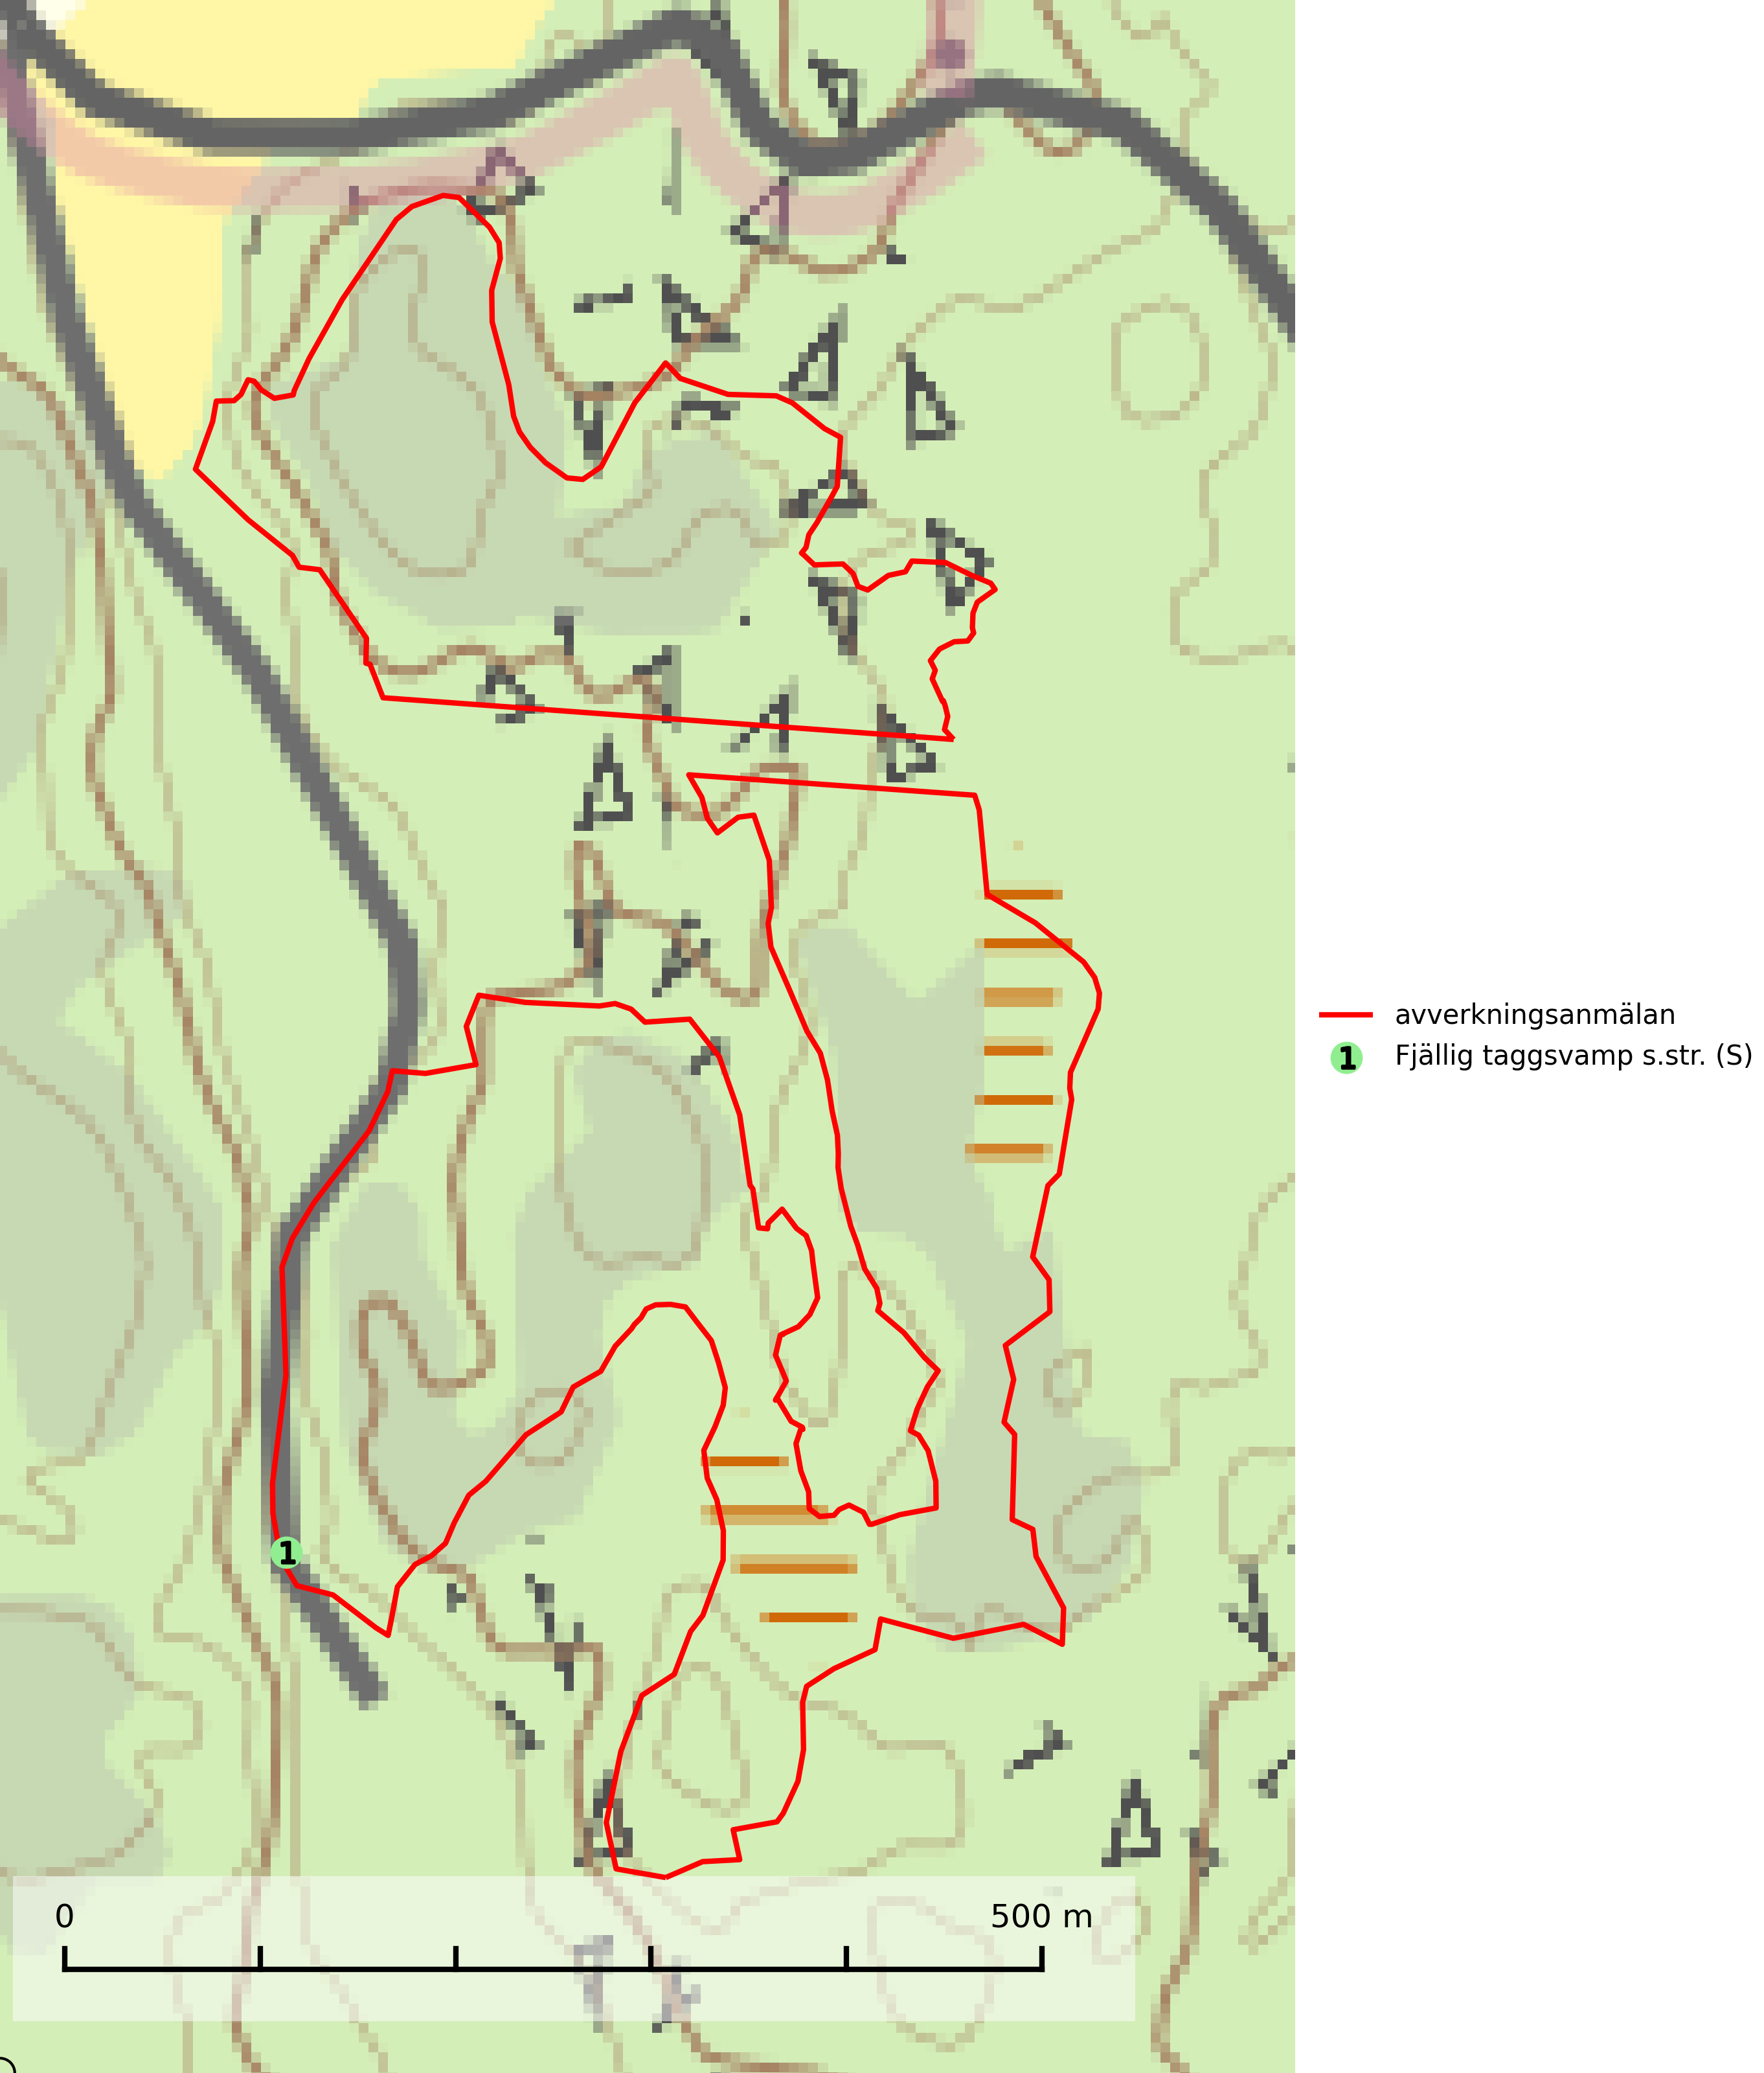 avverkningsanmälan
1 Fjällig taggsvamp s.str. (S)
1
0 500 m